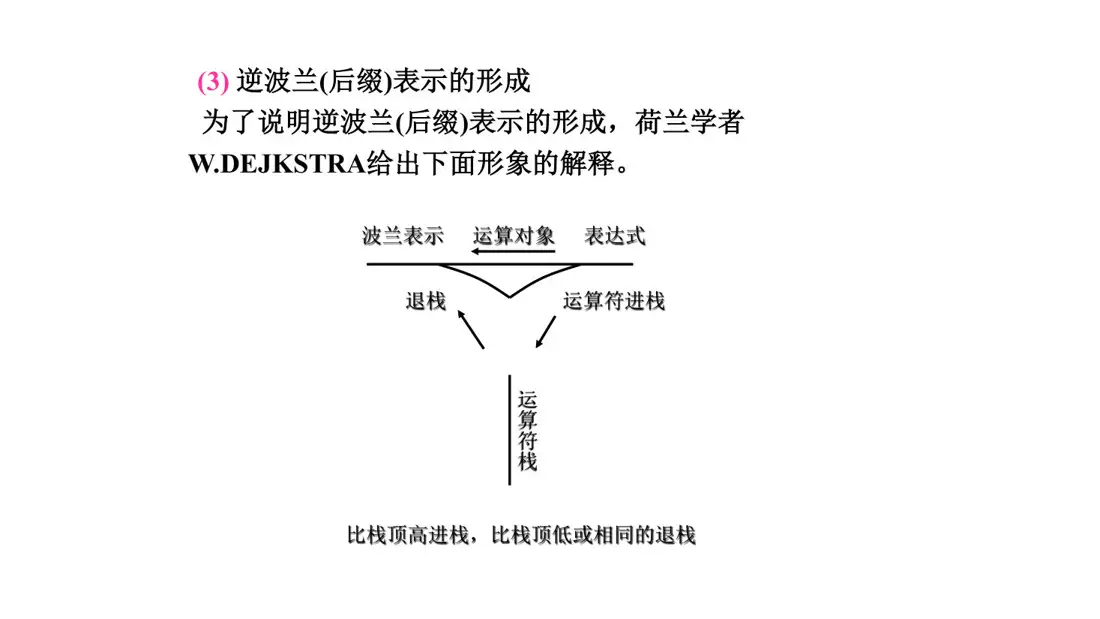 (3) 逆波兰(后缀)表示的形成
为了说明逆波兰(后缀)表示的形成，荷兰学者
W.DEJKSTRA给出下面形象的解释。
波兰表示 运算对象 表达式
退栈 运算符进栈
运算符栈
比栈顶高进栈，比栈顶低或相同的退栈